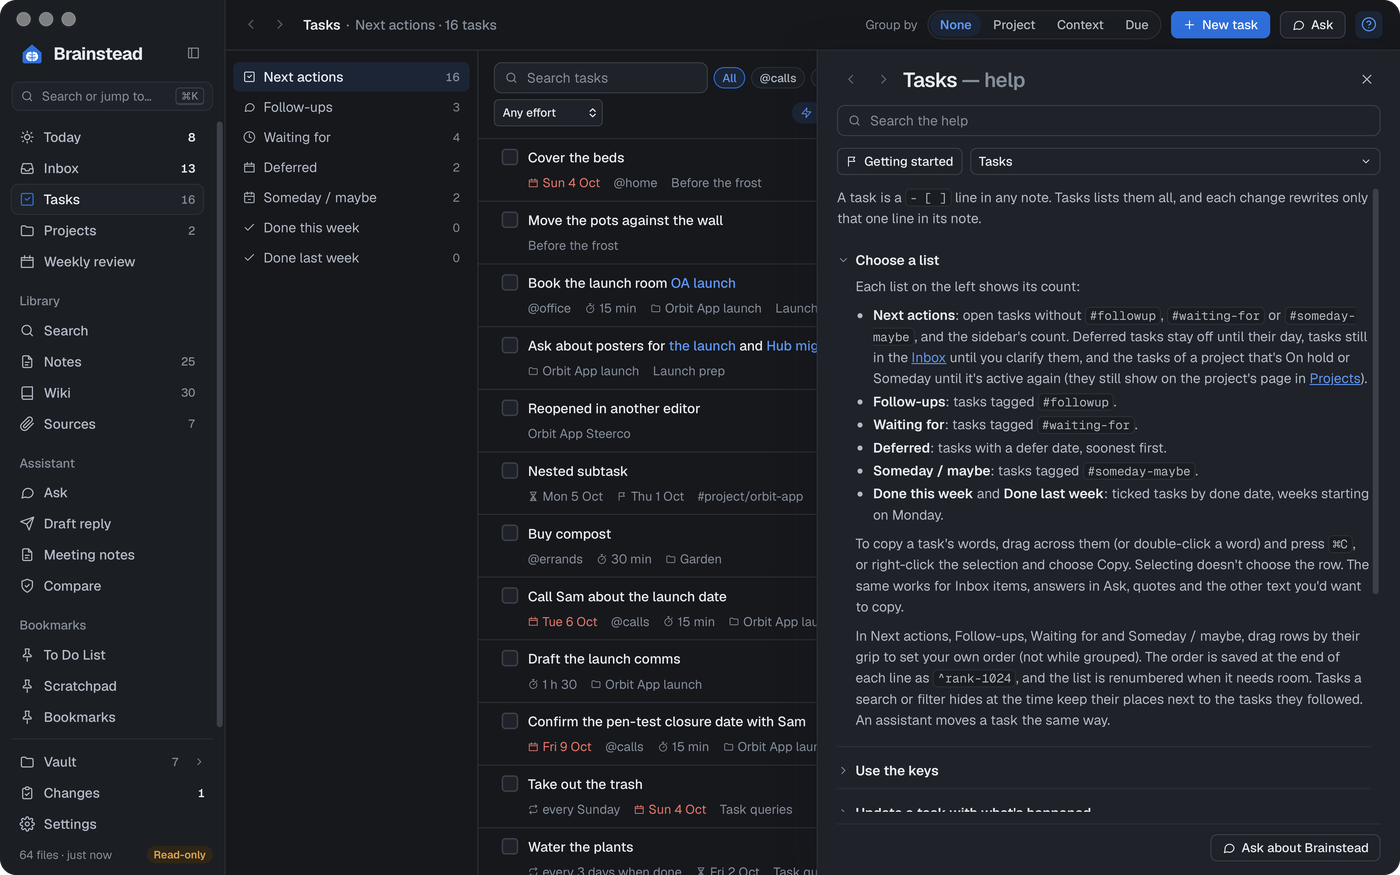 Brainstead
Search or jump to… ⌘K
Today 8
Inbox 13
Tasks 16
Projects 2
Weekly review
Library
Search
Notes 25
Wiki 30
Sources 7
Assistant
Ask
Draft reply
Meeting notes
Compare
Bookmarks
To Do List
Scratchpad
Bookmarks
Vault 7
Changes 1
Settings
64 files · just now Read-only
Tasks · Next actions · 16 tasks
Group by None Project Context Due
New task
Ask
Next actions 16
Follow-ups 3
Waiting for 4
Deferred 2
Someday / maybe 2
Done this week 0
Done last week 0
Search tasks
All @calls
Any effort
Cover the beds
Sun 4 Oct @home Before the frost
Move the pots against the wall
Before the frost
Book the launch room OA launch
@office 15 min Orbit App launch Launch
Ask about posters for the launch and Hub mig
Orbit App launch Launch prep
Reopened in another editor
Orbit App Steerco
Nested subtask
Mon 5 Oct Thu 1 Oct #project/orbit-app
Buy compost
@errands 30 min Garden
Call Sam about the launch date
Tue 6 Oct @calls 15 min Orbit App lau
Draft the launch comms
1 h 30 Orbit App launch
Confirm the pen-test closure date with Sam
Fri 9 Oct @calls 15 min Orbit App laun
Take out the trash
every Sunday Sun 4 Oct Task queries
Water the plants
every 3 days when done Fri 2 Oct Task qu
Tasks — help
Search the help
Getting started
Tasks
A task is a - [ ] line in any note. Tasks lists them all, and each change rewrites only
that one line in its note.
Choose a list
Each list on the left shows its count:
Next actions: open tasks without #followup, #waiting-for or #someday-
maybe, and the sidebar's count. Deferred tasks stay off until their day, tasks still
in the Inbox until you clarify them, and the tasks of a project that's On hold or
Someday until it's active again (they still show on the project's page in Projects).
Follow-ups: tasks tagged #followup.
Waiting for: tasks tagged #waiting-for.
Deferred: tasks with a defer date, soonest first.
Someday / maybe: tasks tagged #someday-maybe.
Done this week and Done last week: ticked tasks by done date, weeks starting
on Monday.
To copy a task's words, drag across them (or double-click a word) and press ⌘C,
or right-click the selection and choose Copy. Selecting doesn't choose the row. The
same works for Inbox items, answers in Ask, quotes and the other text you'd want
to copy.
In Next actions, Follow-ups, Waiting for and Someday / maybe, drag rows by their
grip to set your own order (not while grouped). The order is saved at the end of
each line as ^rank-1024, and the list is renumbered when it needs room. Tasks a
search or filter hides at the time keep their places next to the tasks they followed.
An assistant moves a task the same way.
Use the keys
Update a task with what's happened
Ask about Brainstead